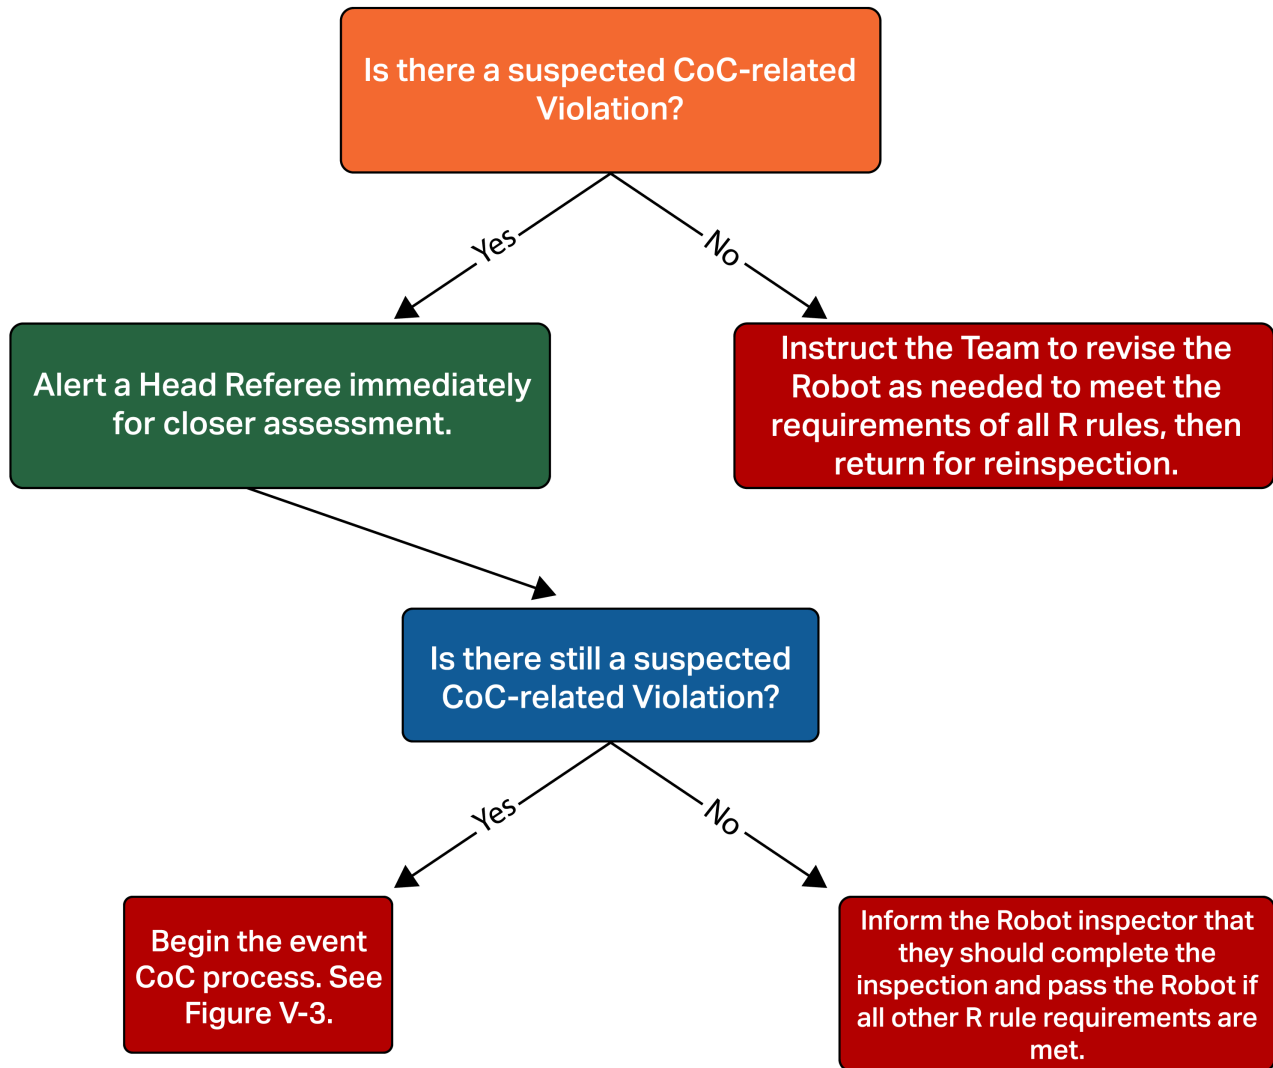 Is there a suspected CoC-related
Violation?
Yes
No
Alert a Head Referee immediately
for closer assessment.
Instruct the Team to revise the
Robot as needed to meet the
requirements of all R rules, then
return for reinspection.
Is there still a suspected
CoC-related Violation?
Yes
No
Begin the event
CoC process. See
Figure V-3.
Inform the Robot inspector that
they should complete the
inspection and pass the Robot if
all other R rule requirements are
met.